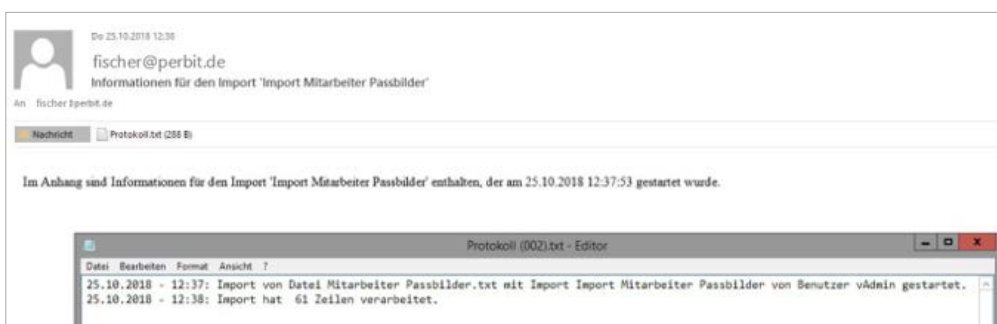 Do 25.10.2018 12:38
fischer@perbit.de
Informationen für den Import 'Import Mitarbeiter Passbilder'
An fischer@perbit.de
Nachricht Protokoll.txt (288 B)
Im Anhang sind Informationen für den Import 'Import Mitarbeiter Passbilder' enthalten, der am 25.10.2018 12:37:53 gestartet wurde.
Protokoll (002).txt - Editor
Datei Bearbeiten Format Ansicht ?
25.10.2018 - 12:37: Import von Datei Mitarbeiter Passbilder.txt mit Import Import Mitarbeiter Passbilder von Benutzer vAdmin gestartet.
25.10.2018 - 12:38: Import hat 61 Zeilen verarbeitet.